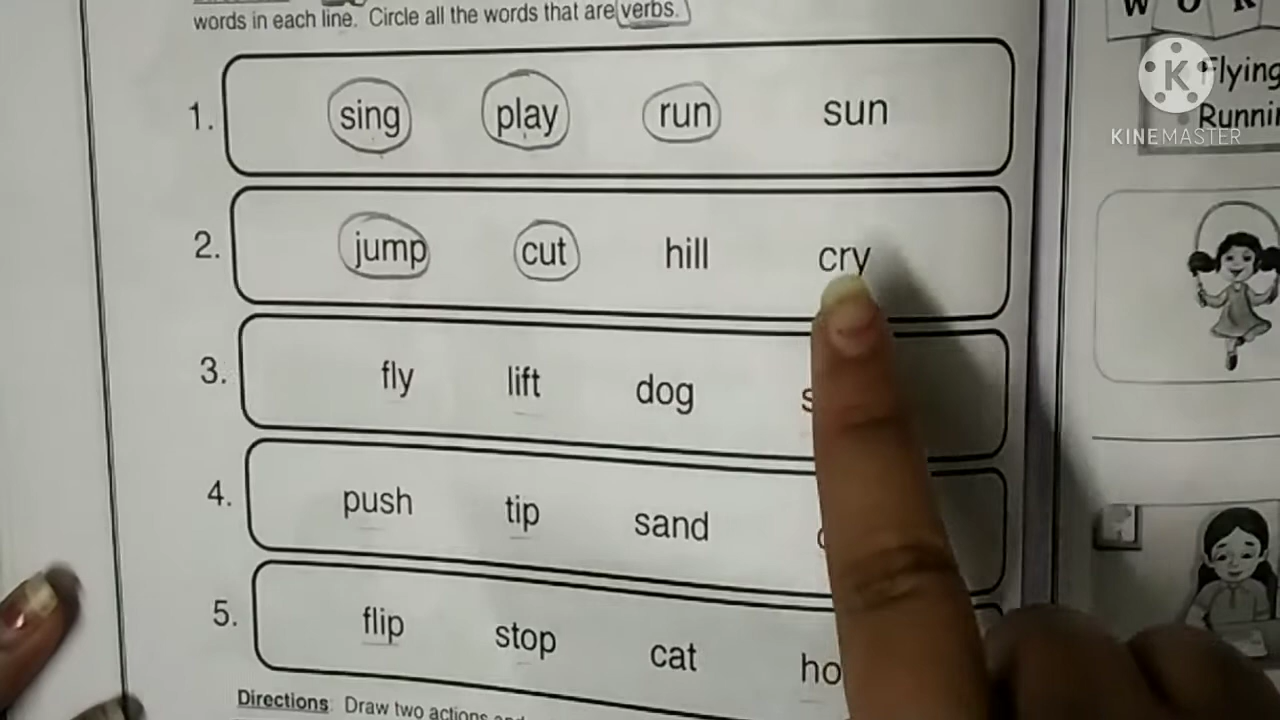 words in each line. Circle all the words that are verbs.
W O R
Flying
KINEMASTER
1. sing play run sun
2. jump cut hill cry
3. fly lift dog
4. push tip sand
5. flip stop cat
Directions: Draw two actions